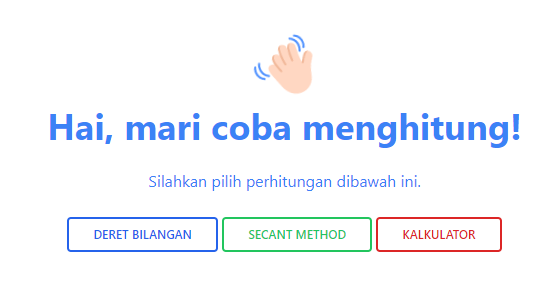 Hai, mari coba menghitung!
Silahkan pilih perhitungan dibawah ini.
DERET BILANGAN
SECANT METHOD
KALKULATOR